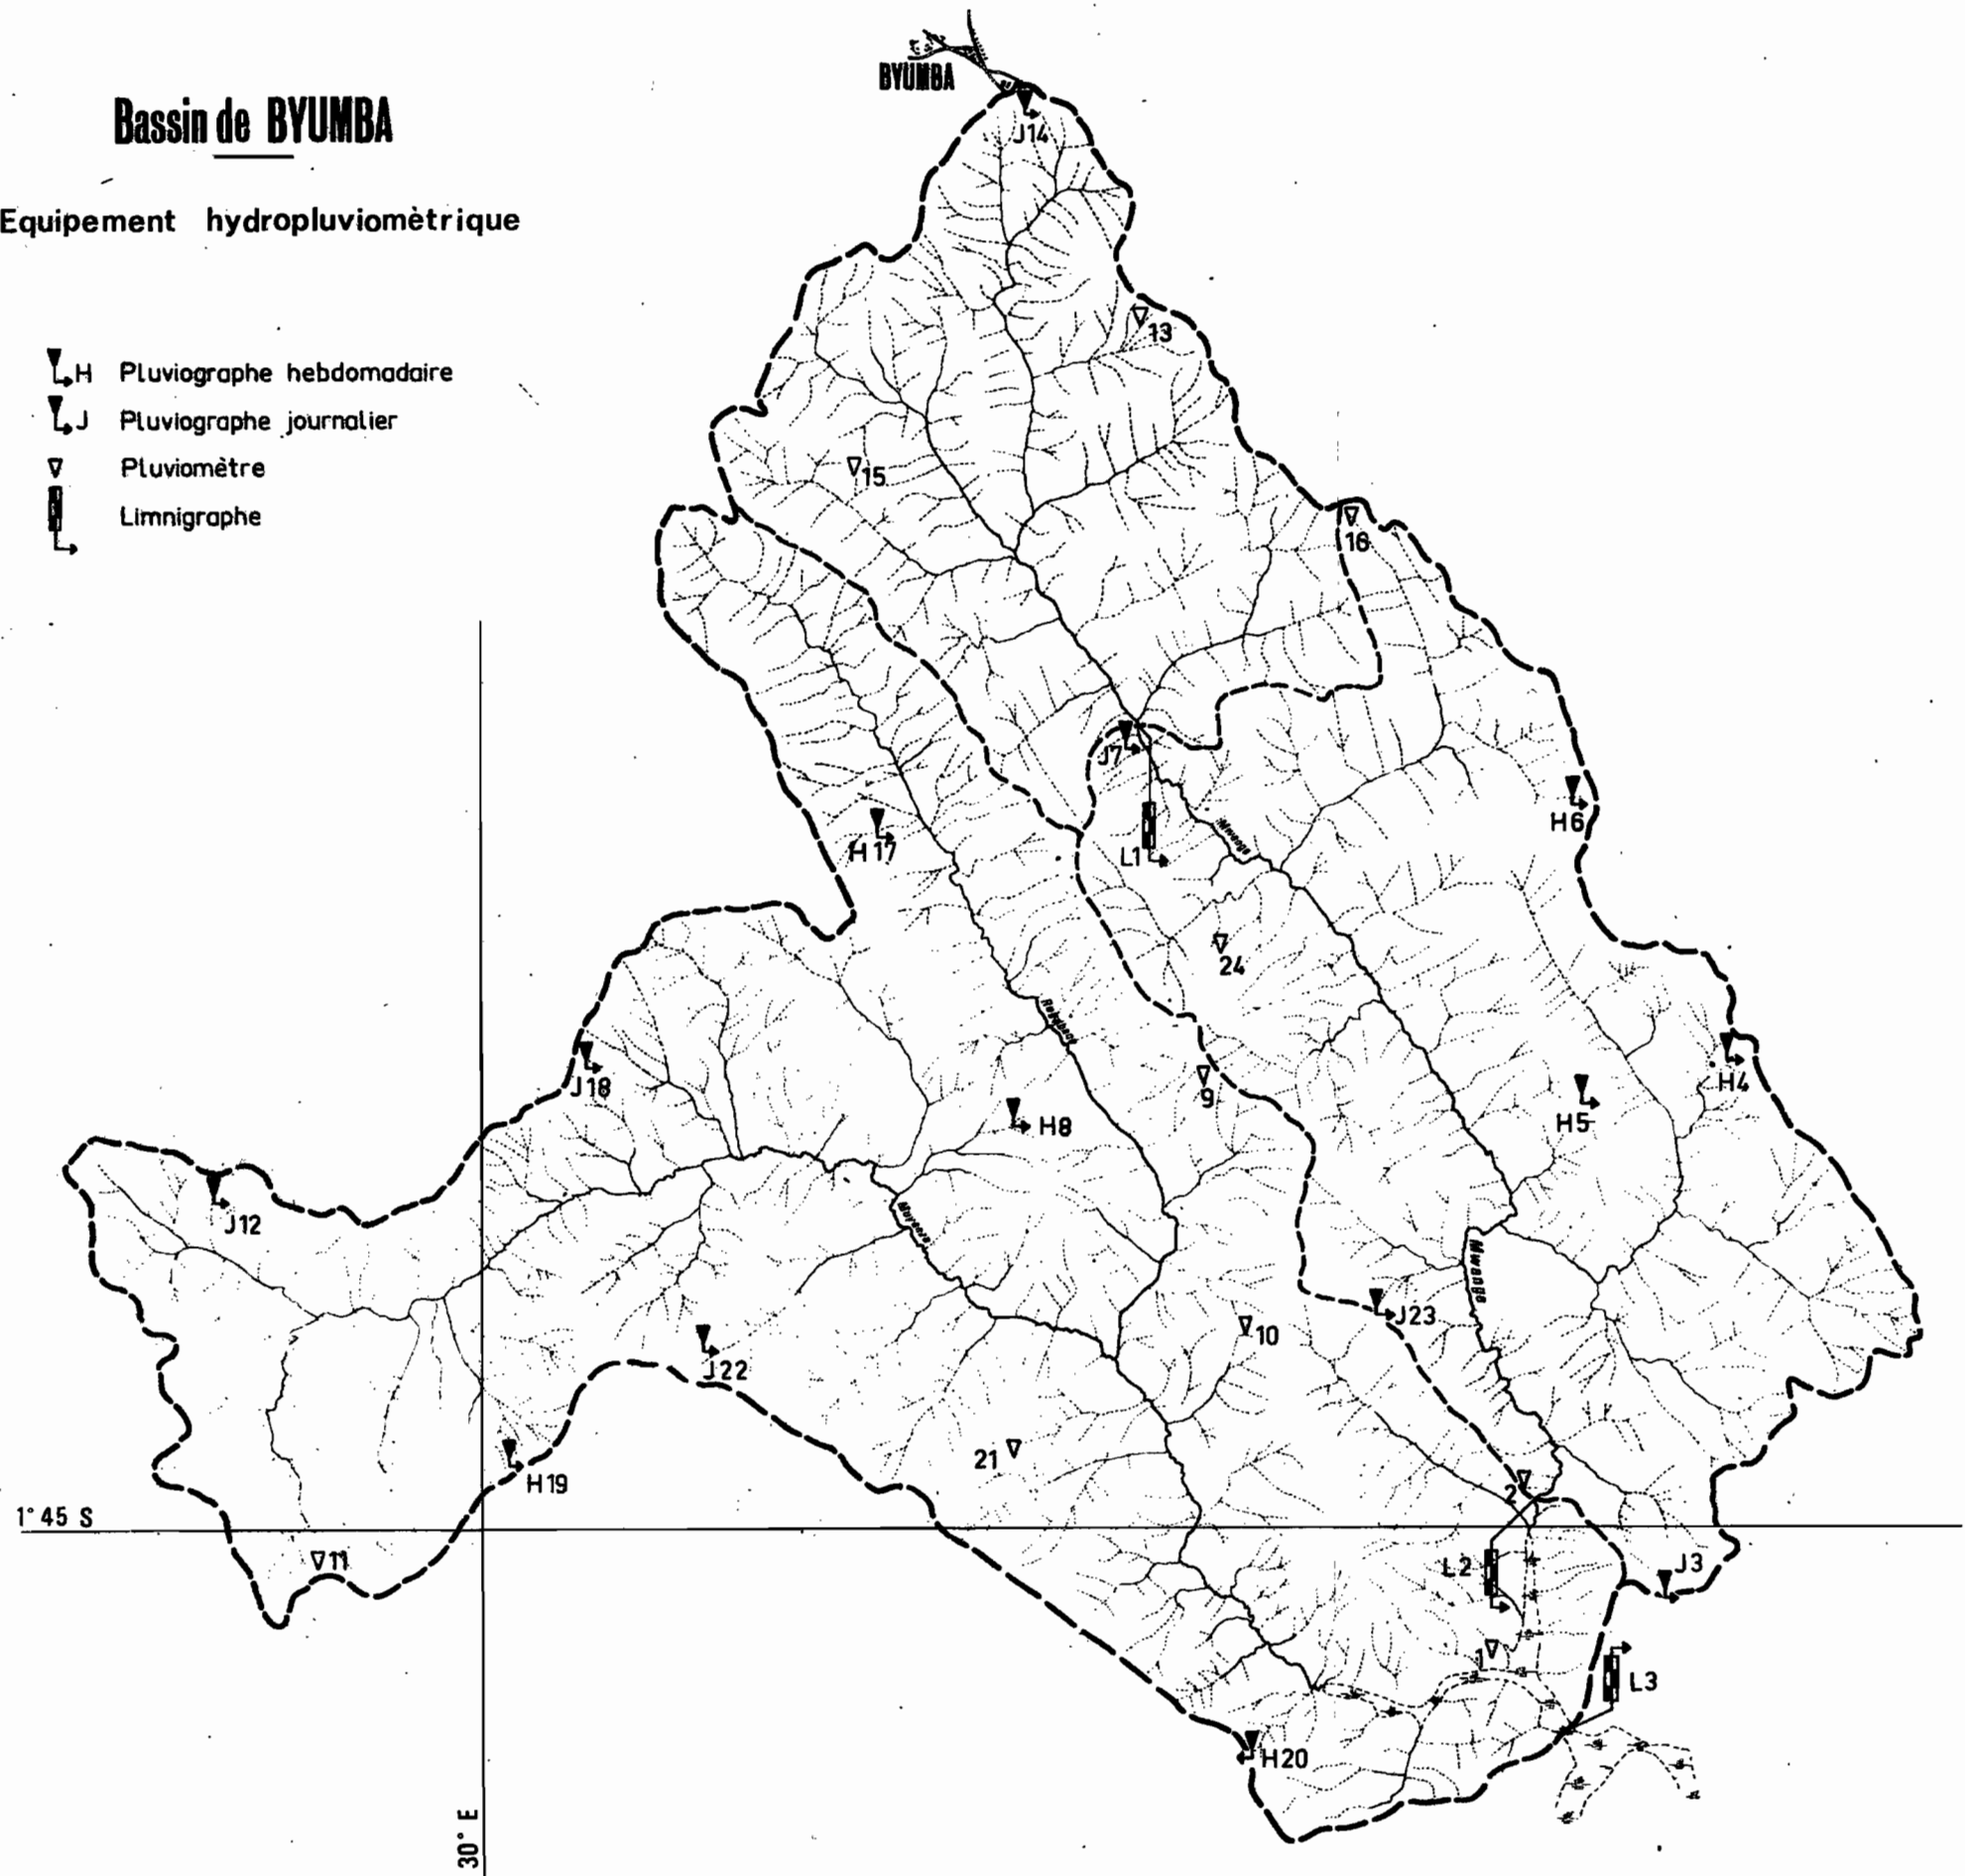 BYUMBA
Bassin de BYUMBA
J14
Equipement hydropluviomètrique
13
H Pluviographe hebdomadaire
J Pluviographe journalier
Pluviomètre
15
Limnigraphe
16
J7
H6
H17
L1
24
J18
9
H4
H5
H8
J12
Mwange
J23
10
J22
21
H19
2
1° 45 S
11
L2
J3
1
L3
H20
30° E